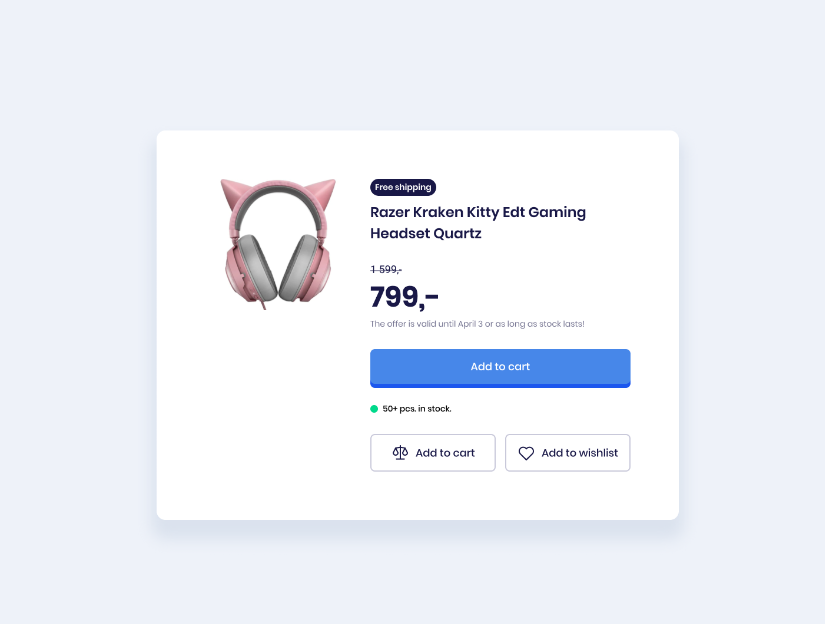 Free shipping
Razer Kraken Kitty Edt Gaming
Headset Quartz
1 599,-
799,-
The offer is valid until April 3 or as long as stock lasts!
Add to cart
50+ pcs. in stock.
Add to cart
Add to wishlist